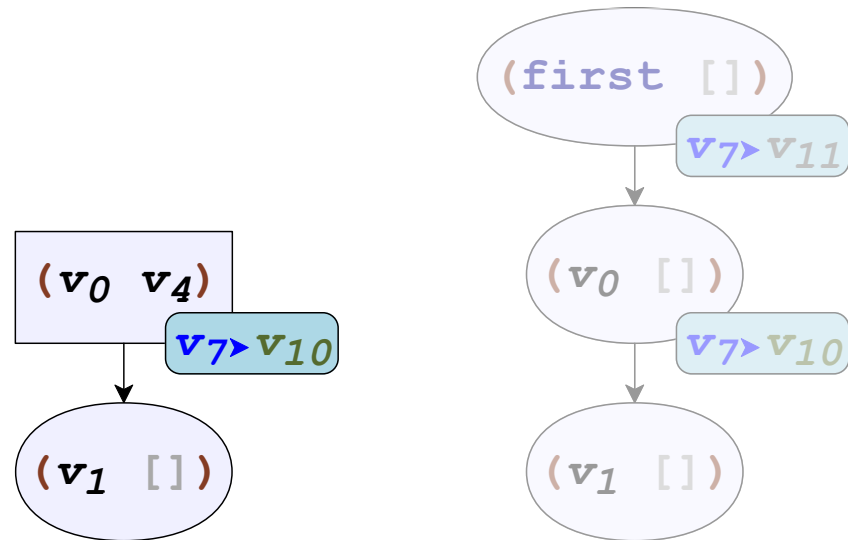 (v₀ v₄)
v₇➤v₁₀
(v₁ [])
(first [])
v₇➤v₁₁
(v₀ [])
v₇➤v₁₀
(v₁ [])